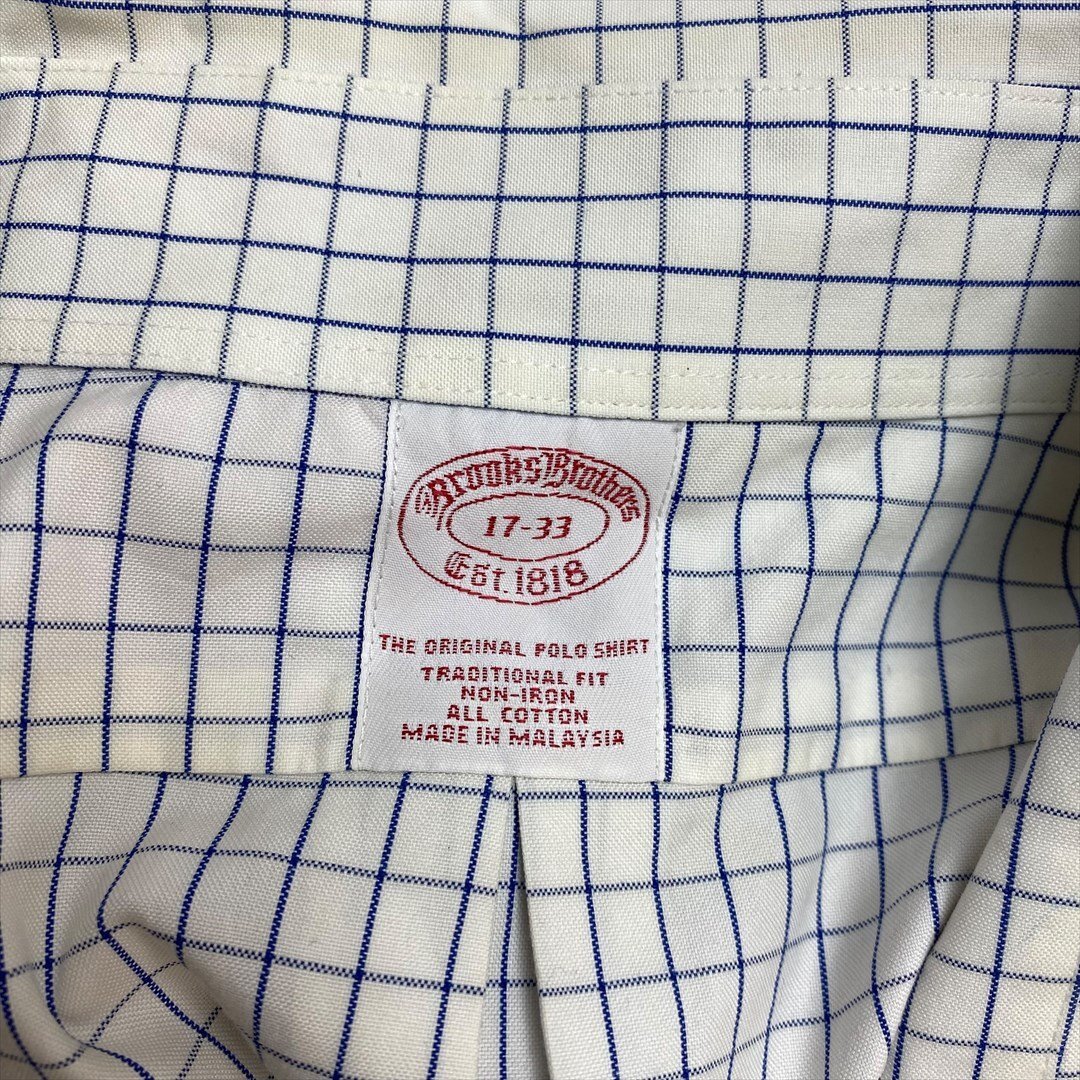 Brooks Brothers
17-33
Est. 1818
THE ORIGINAL POLO SHIRT
TRADITIONAL FIT
NON-IRON
ALL COTTON
MADE IN MALAYSIA